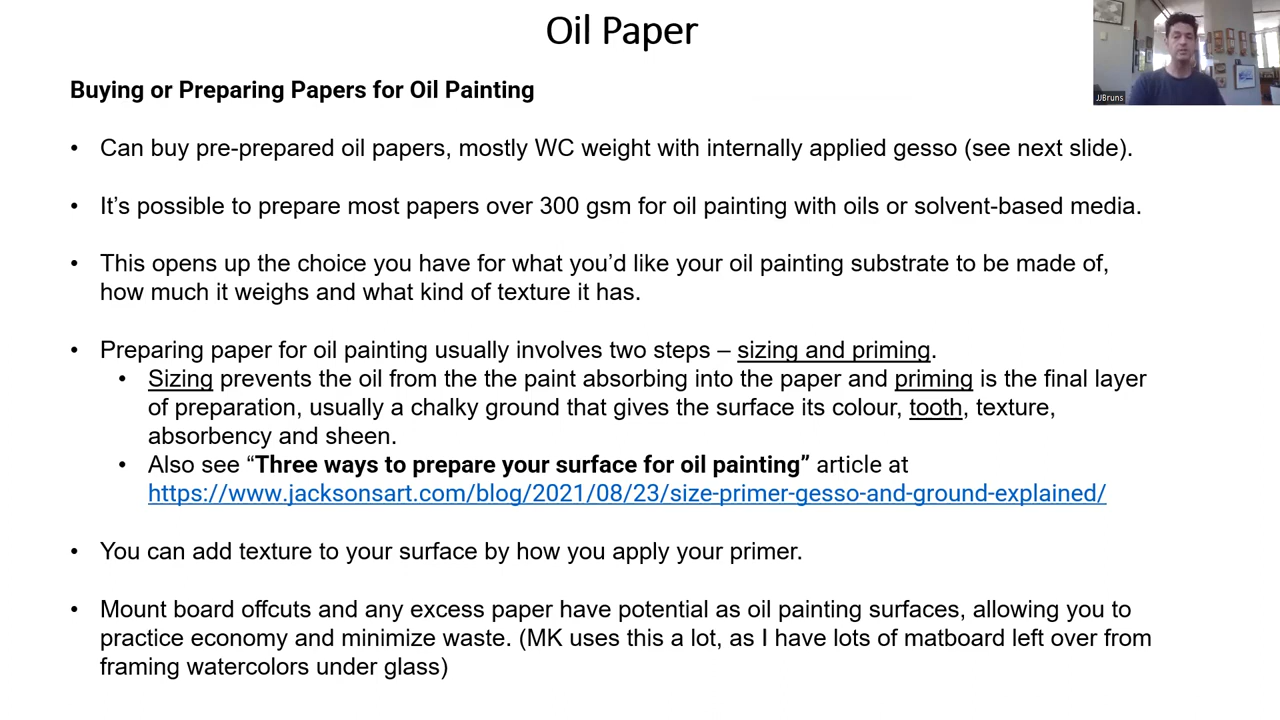 Oil Paper
JJBruns
Buying or Preparing Papers for Oil Painting
• Can buy pre-prepared oil papers, mostly WC weight with internally applied gesso (see next slide).
• It’s possible to prepare most papers over 300 gsm for oil painting with oils or solvent-based media.
• This opens up the choice you have for what you’d like your oil painting substrate to be made of,
how much it weighs and what kind of texture it has.
• Preparing paper for oil painting usually involves two steps – sizing and priming.
• Sizing prevents the oil from the the paint absorbing into the paper and priming is the final layer
of preparation, usually a chalky ground that gives the surface its colour, tooth, texture,
absorbency and sheen.
• Also see “Three ways to prepare your surface for oil painting” article at
https://www.jacksonsart.com/blog/2021/08/23/size-primer-gesso-and-ground-explained/
• You can add texture to your surface by how you apply your primer.
• Mount board offcuts and any excess paper have potential as oil painting surfaces, allowing you to
practice economy and minimize waste. (MK uses this a lot, as I have lots of matboard left over from
framing watercolors under glass)